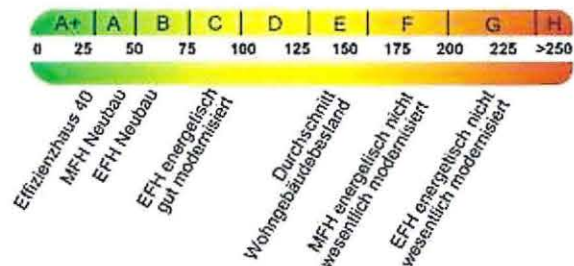 A+ A B C D E F G H
0 25 50 75 100 125 150 175 200 225 >250
Effizienzhaus 40
MFH Neubau
EFH Neubau
EFH energetisch
gut modernisiert
Durchschnitt
Wohngebäudebestand
MFH energetisch nicht
wesentlich modernisiert
EFH energetisch nicht
wesentlich modernisiert